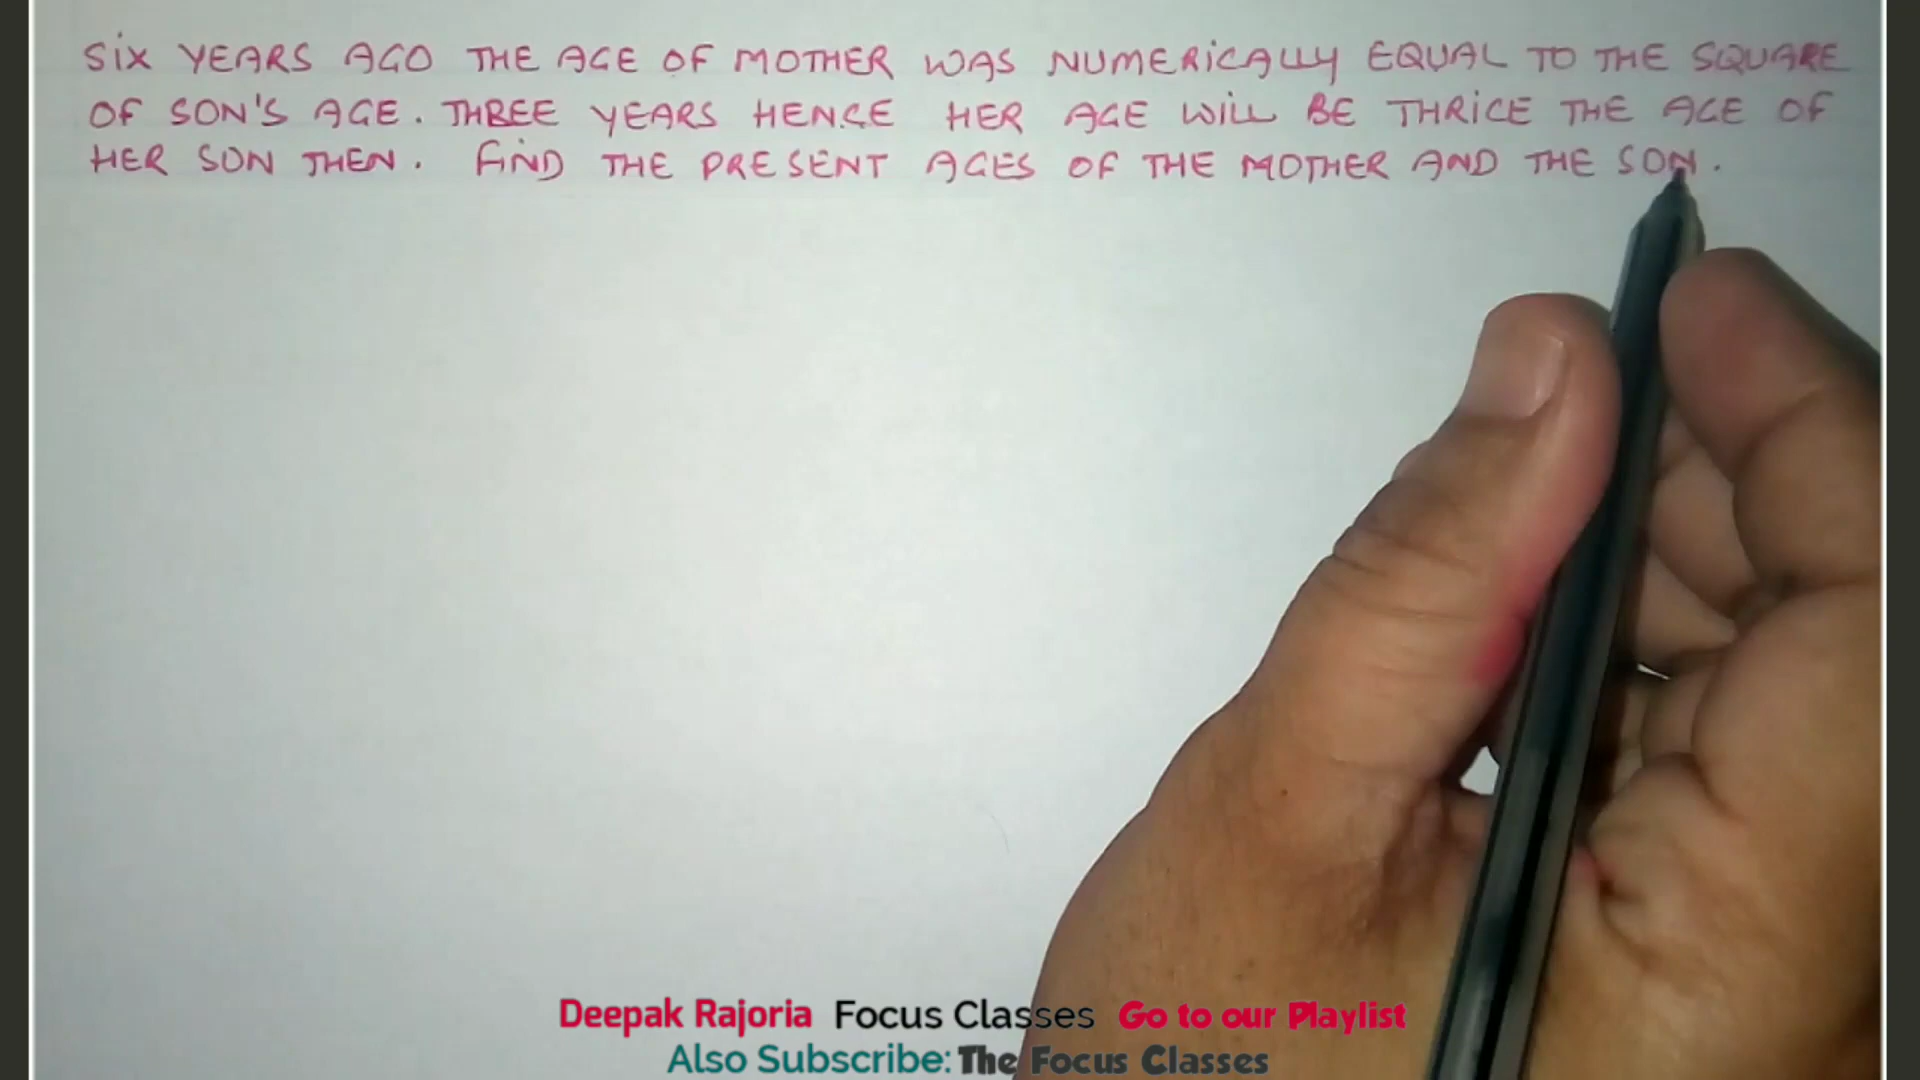 SiX YEARS AGO THE AGE OF MOTHER WAS NUMERiCALLY EQUAL TO THE SQUARE
OF SON'S AGE. THREE YEARS HENCE HER AGE WiLL BE THRiCE THE AGE OF
HER SON THEN. FiND THE PRESENT AGES OF THE MOTHER AND THE SON.
Deepak Rajoria Focus Classes Go to our Playlist
Also Subscribe: The Focus Classes